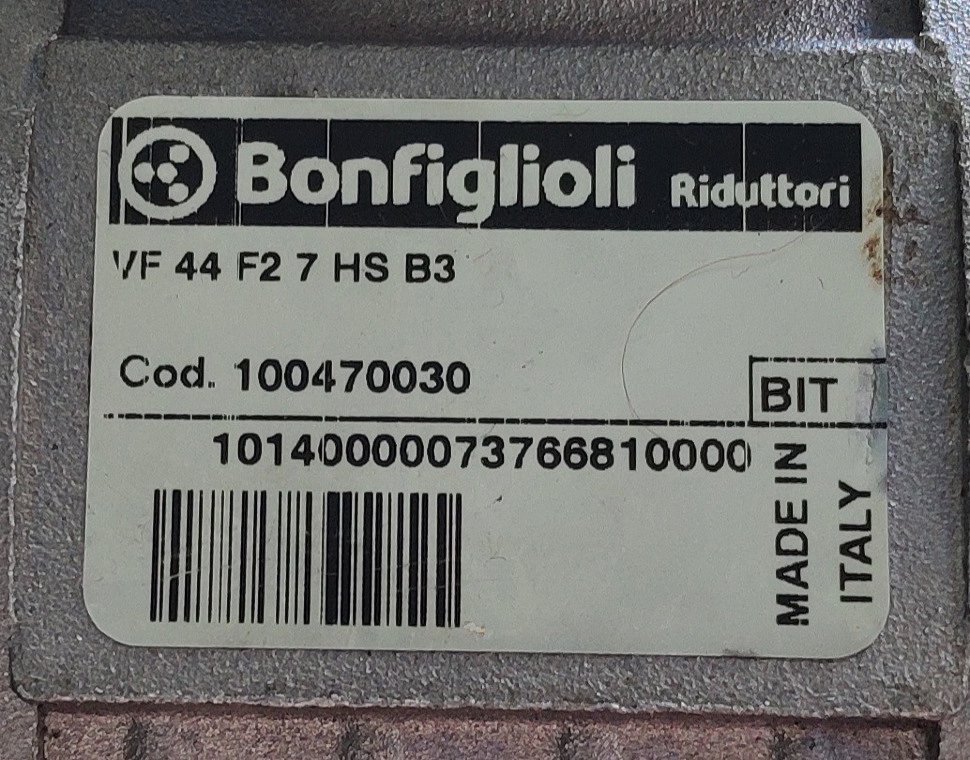 Bonfiglioli Riduttori
VF 44 F2 7 HS B3
Cod. 100470030
BIT
10140000073766810000
MADE IN
ITALY